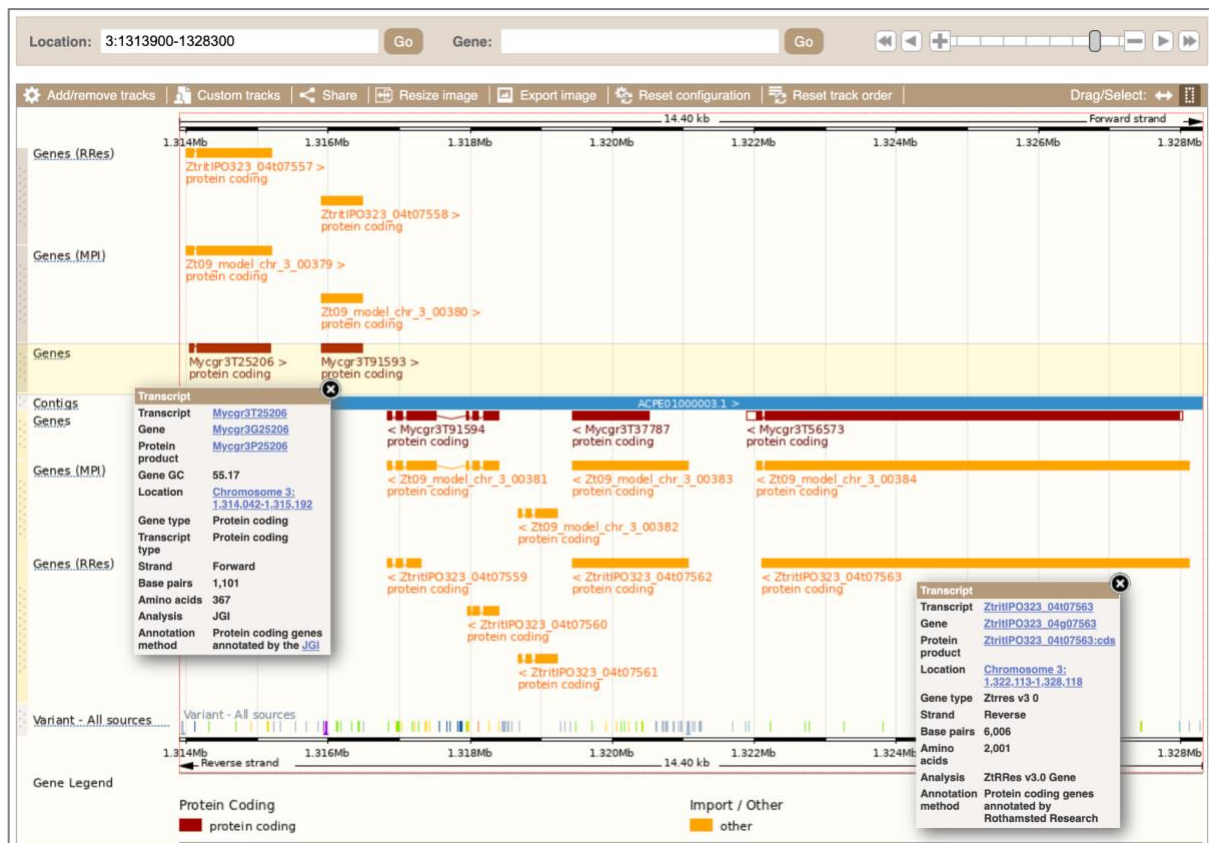 Location: 3:1313900-1328300 Go Gene: Go
Add/remove tracks Custom tracks Share Resize image Export image Reset configuration Reset track order Drag/Select:
14.40 kb Forward strand
1.314Mb 1.316Mb 1.318Mb 1.320Mb 1.322Mb 1.324Mb 1.326Mb 1.328Mb
Genes (RRes)
ZtritIPO323_04t07557 >
protein coding
ZtritIPO323_04t07558 >
protein coding
Genes (MPI)
Zt09_model_chr_3_00379 >
protein coding
Zt09_model_chr_3_00380 >
protein coding
Genes
Mycgr3T25206 > Mycgr3T91593 >
protein coding protein coding
Contigs ACPE01000003.1 >
Genes
< Mycgr3T91594 < Mycgr3T37787 < Mycgr3T56573
protein coding protein coding protein coding
Genes (MPI)
< Zt09_model_chr_3_00381 < Zt09_model_chr_3_00383 < Zt09_model_chr_3_00384
protein coding protein coding protein coding
< Zt09_model_chr_3_00382
protein coding
Genes (RRes)
< ZtritIPO323_04t07559 < ZtritIPO323_04t07562 < ZtritIPO323_04t07563
protein coding protein coding protein coding
< ZtritIPO323_04t07560
protein coding
< ZtritIPO323_04t07561
protein coding
Transcript
Transcript Mycgr3T25206
Gene Mycgr3G25206
Protein Mycgr3P25206
product
Gene GC 55.17
Location Chromosome 3:
1,314,042-1,315,192
Gene type Protein coding
Transcript Protein coding
type
Strand Forward
Base pairs 1,101
Amino acids 367
Analysis JGI
Annotation Protein coding genes
method annotated by the JGI
Transcript
Transcript ZtritIPO323_04t07563
Gene ZtritIPO323_04g07563
Protein ZtritIPO323_04t07563:cds
product
Location Chromosome 3:
1,322,113-1,328,118
Gene type Ztrres v3 0
Strand Reverse
Base pairs 6,006
Amino 2,001
acids
Analysis ZtRRes v3.0 Gene
Annotation Protein coding genes
method annotated by
Rothamsted Research
Variant - All sources Variant - All sources
1.314Mb 1.316Mb 1.318Mb 1.320Mb 1.322Mb 1.324Mb 1.328Mb
Reverse strand 14.40 kb
Gene Legend
Protein Coding Import / Other
protein coding other